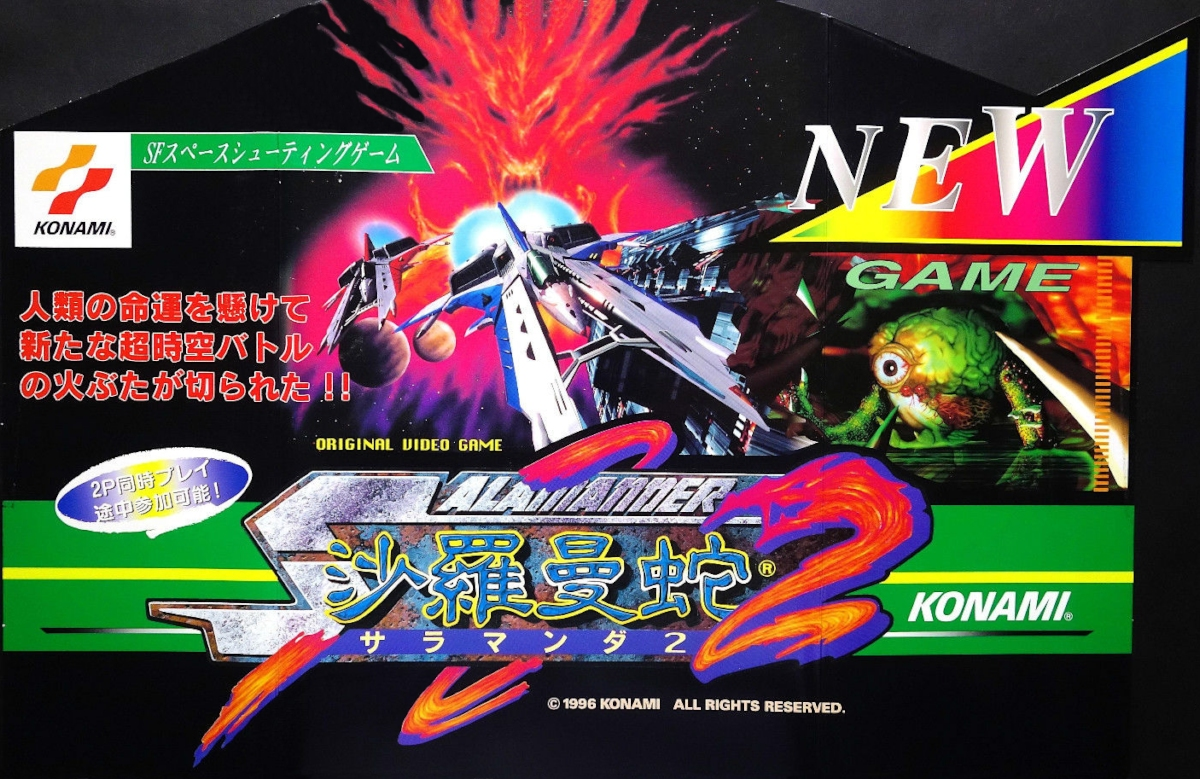 KONAMI®
SFスペースシューティングゲーム
NEW
GAME
人類の命運を懸けて
新たな超時空バトル
の火ぶたが切られた!!
ORIGINAL VIDEO GAME
2P同時プレイ
途中参加可能!
SALAMANDER
沙羅曼蛇®2
サラマンダ2
KONAMI®
©1996 KONAMI ALL RIGHTS RESERVED.